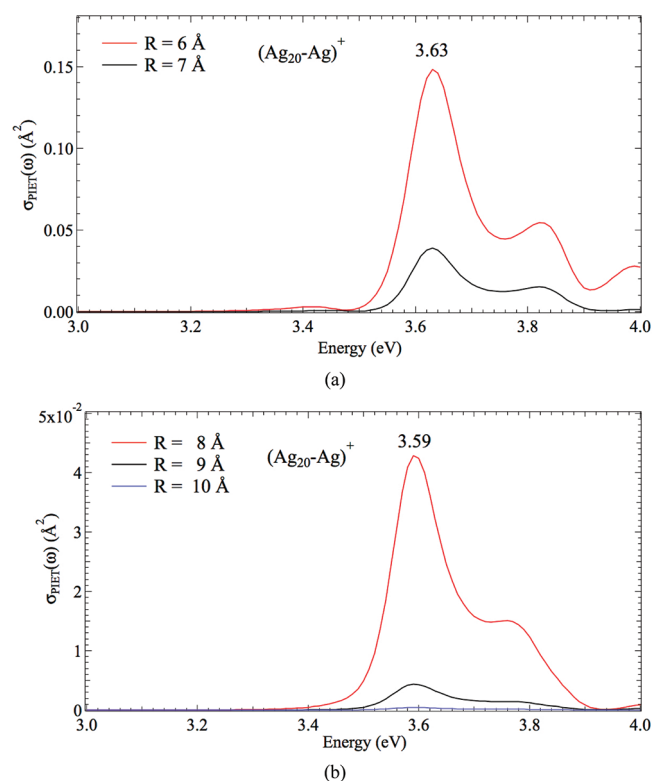 R = 6 Å
R = 7 Å
(Ag₂₀-Ag)⁺
3.63
σPIET(ω) (Å²)
0.15
0.10
0.05
0.00
3.0 3.2 3.4 3.6 3.8 4.0
Energy (eV)
(a)
5x10⁻²
R = 8 Å
R = 9 Å
R = 10 Å
(Ag₂₀-Ag)⁺
3.59
σPIET(ω) (Å²)
4
3
2
1
0
3.0 3.2 3.4 3.6 3.8 4.0
Energy (eV)
(b)